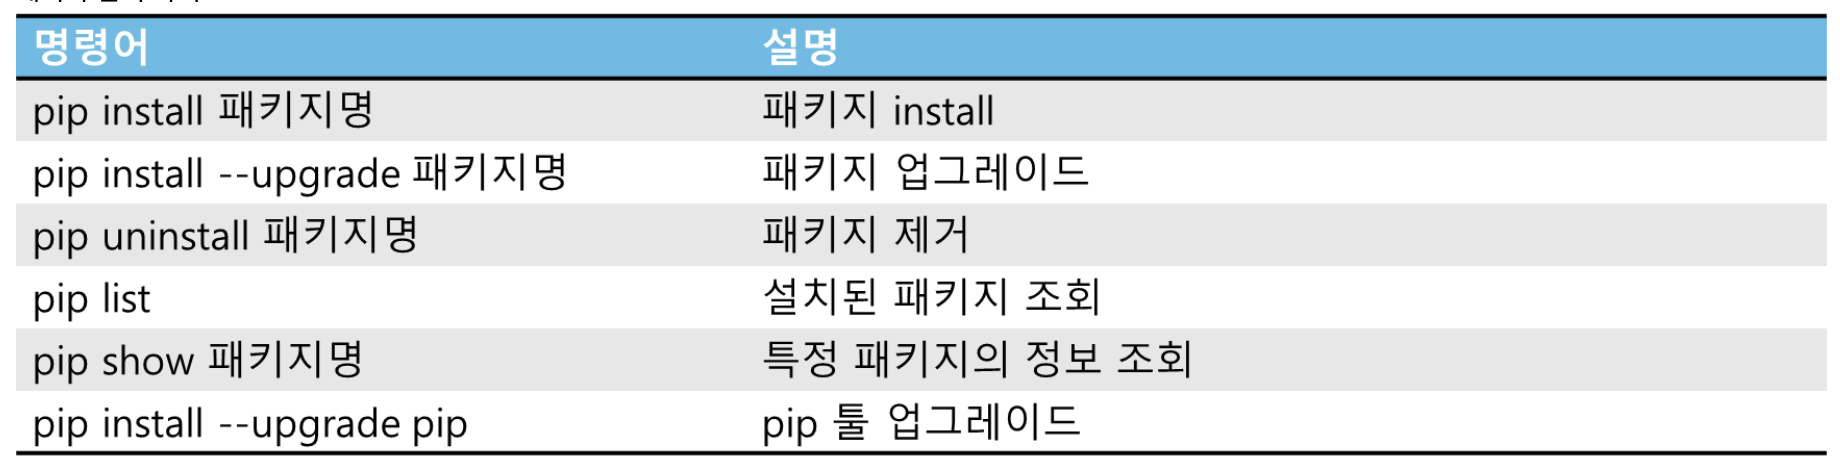 명령어 설명
pip install 패키지명 패키지 install
pip install --upgrade 패키지명 패키지 업그레이드
pip uninstall 패키지명 패키지 제거
pip list 설치된 패키지 조회
pip show 패키지명 특정 패키지의 정보 조회
pip install --upgrade pip pip 툴 업그레이드